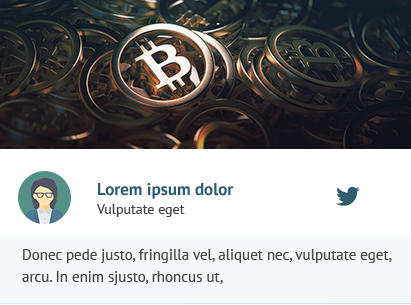 Lorem ipsum dolor
Vulputate eget
Donec pede justo, fringilla vel, aliquet nec, vulputate eget,
arcu. In enim sjusto, rhoncus ut,